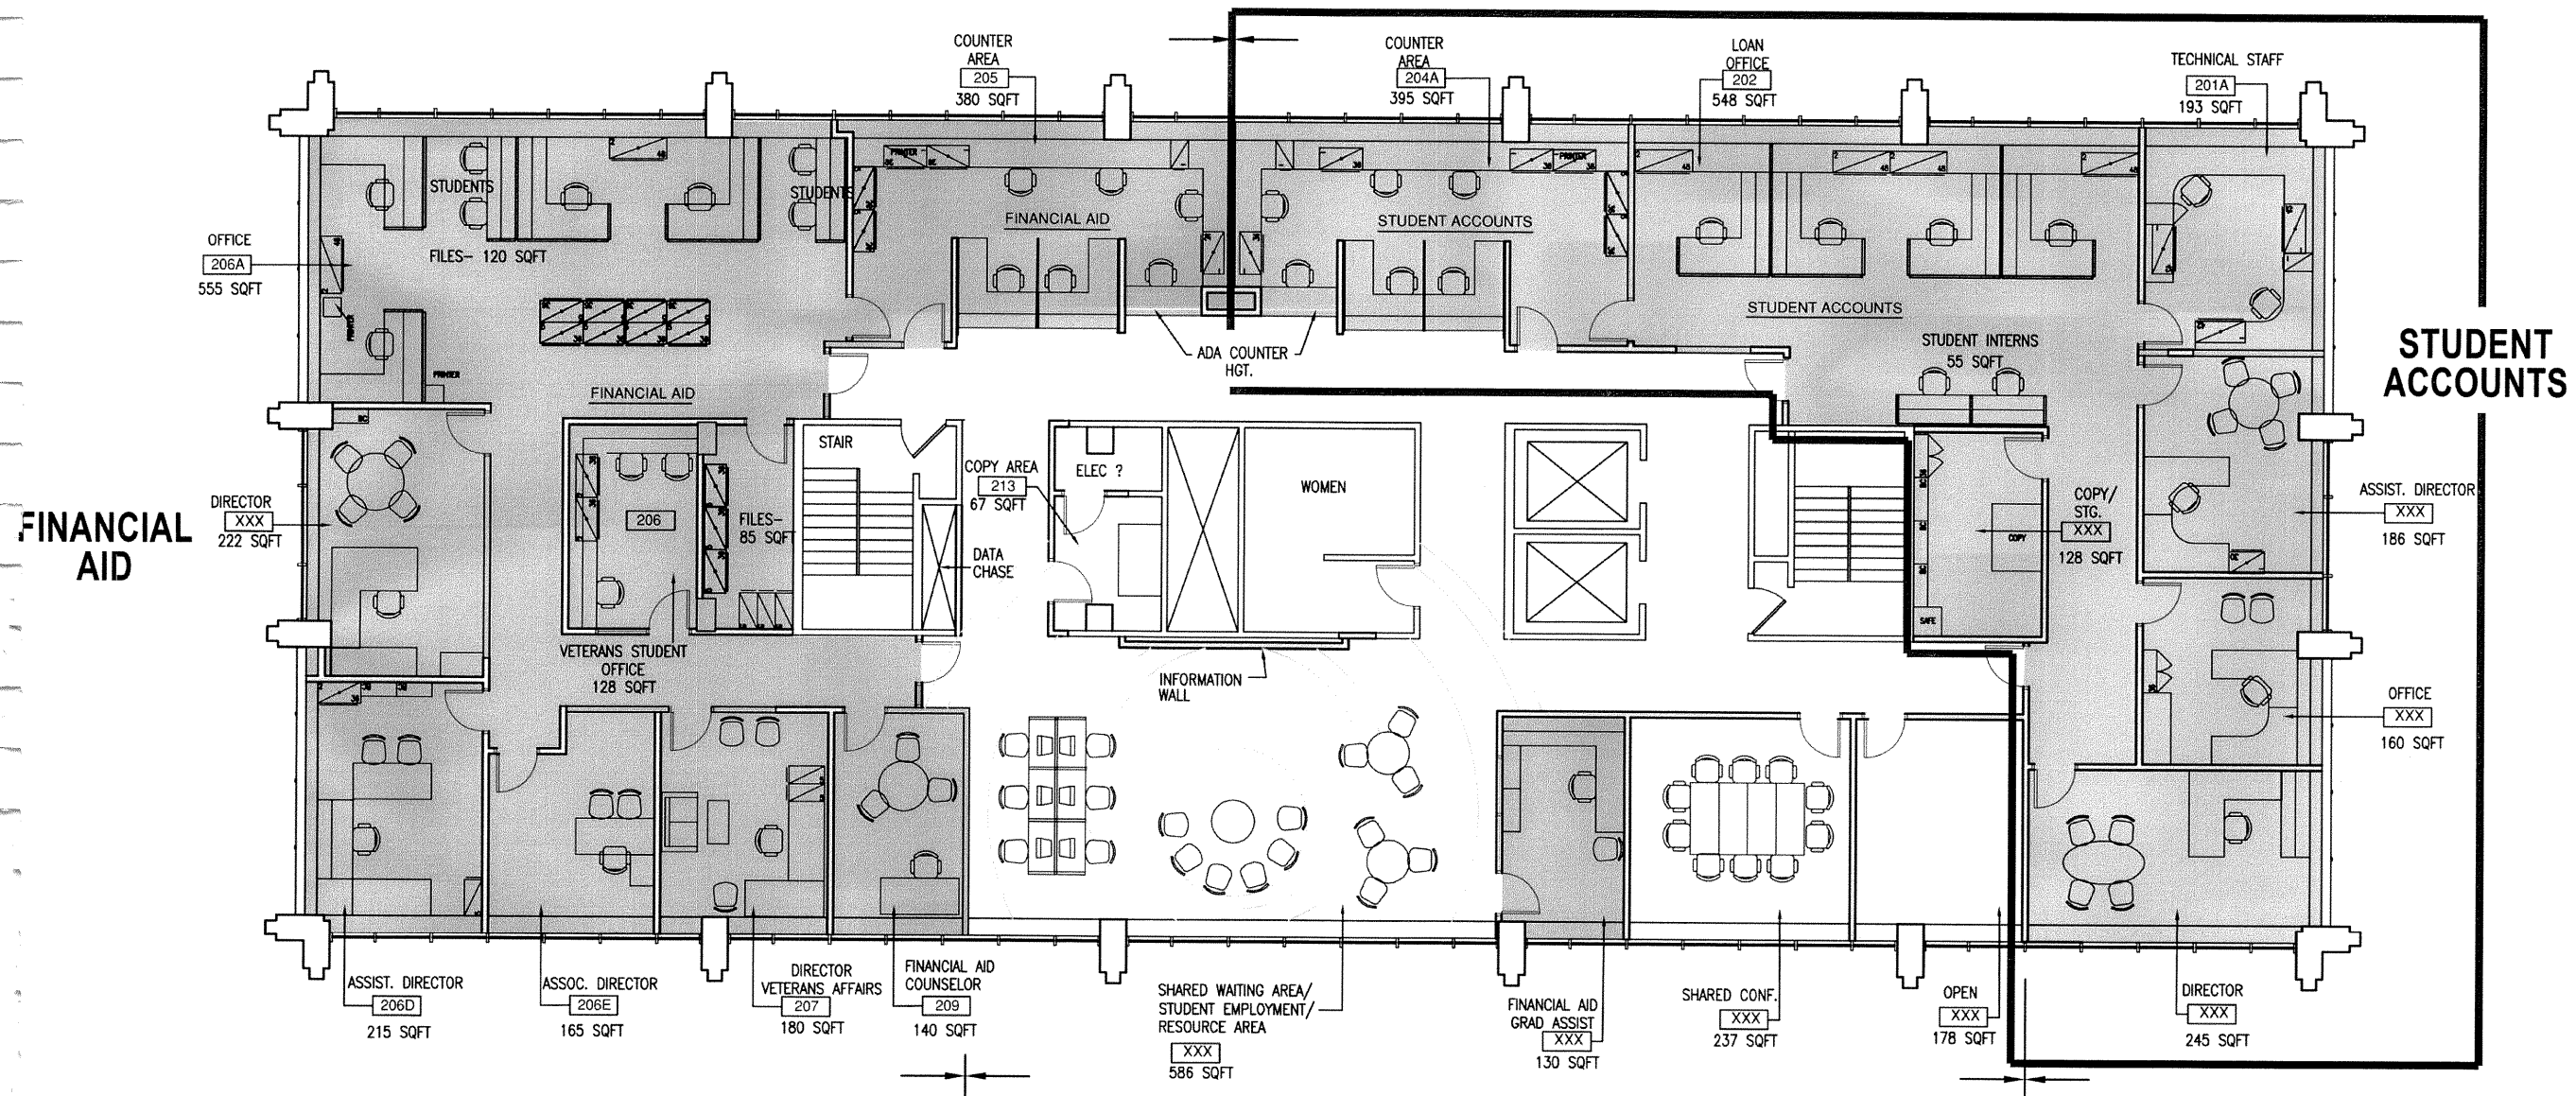 COUNTER
AREA
205
380 SQFT
COUNTER
AREA
204A
395 SQFT
LOAN
OFFICE
202
548 SQFT
TECHNICAL STAFF
201A
193 SQFT
PRINTER
PRINTER
STUDENTS
STUDENTS
FINANCIAL AID
STUDENT ACCOUNTS
OFFICE
206A
555 SQFT
FILES- 120 SQFT
PRINTER
PRINTER
STUDENT ACCOUNTS
STUDENT INTERNS
55 SQFT
ADA COUNTER
HGT.
STUDENT
ACCOUNTS
FINANCIAL AID
STAIR
COPY AREA
213
67 SQFT
ELEC ?
WOMEN
DIRECTOR
XXX
222 SQFT
206
FILES-
85 SQFT
DATA
CHASE
COPY/
STG.
XXX
128 SQFT
COPY
SAFE
ASSIST. DIRECTOR
XXX
186 SQFT
FINANCIAL
AID
VETERANS STUDENT
OFFICE
128 SQFT
INFORMATION
WALL
OFFICE
XXX
160 SQFT
ASSIST. DIRECTOR
206D
215 SQFT
ASSOC. DIRECTOR
206E
165 SQFT
DIRECTOR
VETERANS AFFAIRS
207
180 SQFT
FINANCIAL AID
COUNSELOR
209
140 SQFT
SHARED WAITING AREA/
STUDENT EMPLOYMENT/
RESOURCE AREA
XXX
586 SQFT
FINANCIAL AID
GRAD ASSIST
XXX
130 SQFT
SHARED CONF.
XXX
237 SQFT
OPEN
XXX
178 SQFT
DIRECTOR
XXX
245 SQFT